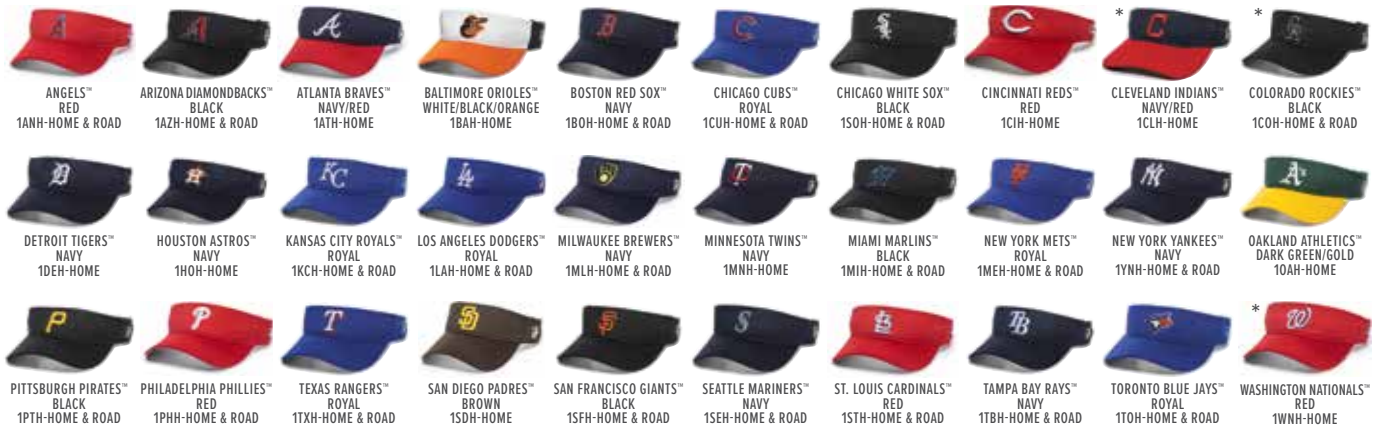 *
*
ANGELS™
RED
1ANH-HOME & ROAD
ARIZONA DIAMONDBACKS™
BLACK
1AZH-HOME & ROAD
ATLANTA BRAVES™
NAVY/RED
1ATH-HOME
BALTIMORE ORIOLES™
WHITE/BLACK/ORANGE
1BAH-HOME
BOSTON RED SOX™
NAVY
1BOH-HOME & ROAD
CHICAGO CUBS™
ROYAL
1CUH-HOME & ROAD
CHICAGO WHITE SOX™
BLACK
1SOH-HOME & ROAD
CINCINNATI REDS™
RED
1CIH-HOME
CLEVELAND INDIANS™
NAVY/RED
1CLH-HOME
COLORADO ROCKIES™
BLACK
1COH-HOME & ROAD
DETROIT TIGERS™
NAVY
1DEH-HOME
HOUSTON ASTROS™
NAVY
1HOH-HOME
KANSAS CITY ROYALS™
ROYAL
1KCH-HOME & ROAD
LOS ANGELES DODGERS™
ROYAL
1LAH-HOME & ROAD
MILWAUKEE BREWERS™
NAVY
1MLH-HOME & ROAD
MINNESOTA TWINS™
NAVY
1MNH-HOME
MIAMI MARLINS™
BLACK
1MIH-HOME & ROAD
NEW YORK METS™
ROYAL
1MEH-HOME & ROAD
NEW YORK YANKEES™
NAVY
1YNH-HOME & ROAD
OAKLAND ATHLETICS™
DARK GREEN/GOLD
1OAH-HOME
*
PITTSBURGH PIRATES™
BLACK
1PTH-HOME & ROAD
PHILADELPHIA PHILLIES™
RED
1PHH-HOME & ROAD
TEXAS RANGERS™
ROYAL
1TXH-HOME & ROAD
SAN DIEGO PADRES™
BROWN
1SDH-HOME
SAN FRANCISCO GIANTS™
BLACK
1SFH-HOME & ROAD
SEATTLE MARINERS™
NAVY
1SEH-HOME & ROAD
ST. LOUIS CARDINALS™
RED
1STH-HOME & ROAD
TAMPA BAY RAYS™
NAVY
1TBH-HOME & ROAD
TORONTO BLUE JAYS™
ROYAL
1TOH-HOME & ROAD
WASHINGTON NATIONALS™
RED
1WNH-HOME